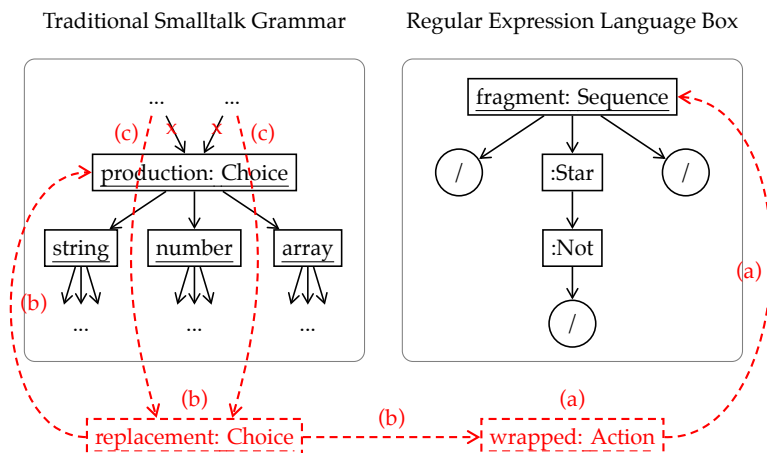 Traditional Smalltalk Grammar
Regular Expression Language Box
... ...
(c) x x (c)
fragment: Sequence
production: Choice
/ :Star /
string number array
:Not
(b)
(a)
... ... ...
/
(b)
(a)
replacement: Choice
(b)
wrapped: Action